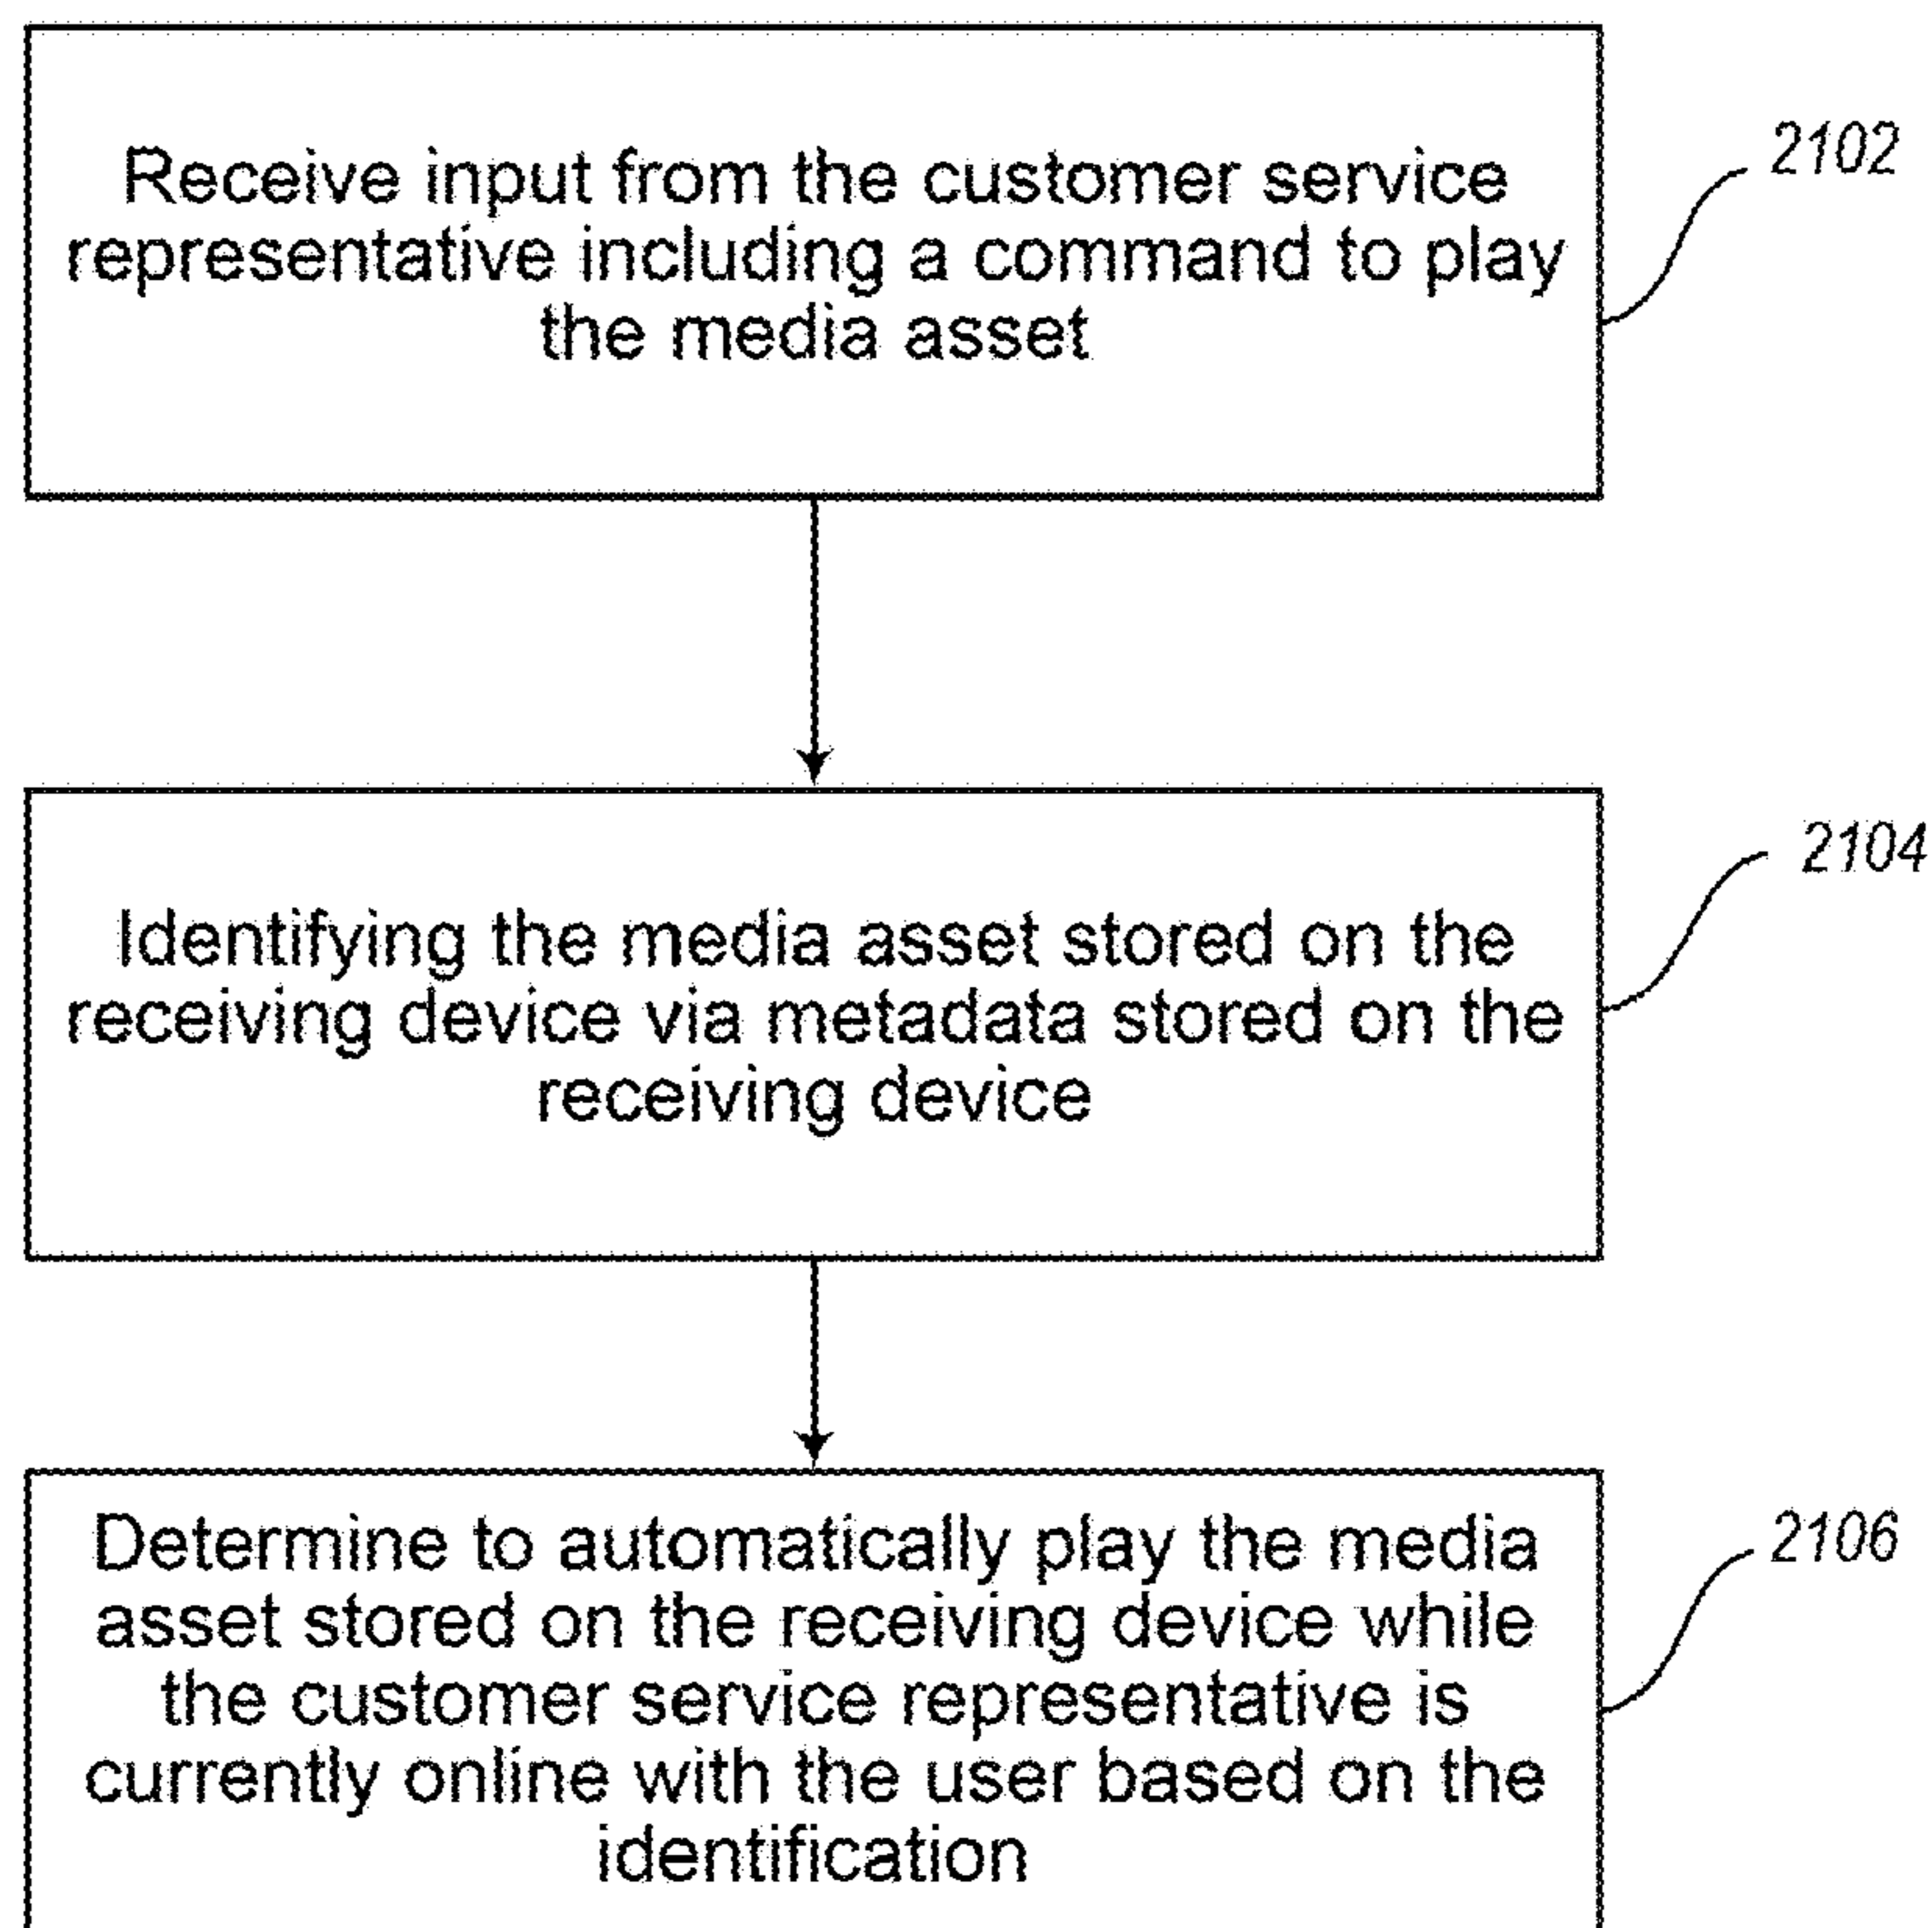 Receive input from the customer service
representative including a command to play
the media asset
2102
Identifying the media asset stored on the
receiving device via metadata stored on the
receiving device
2104
Determine to automatically play the media
asset stored on the receiving device while
the customer service representative is
currently online with the user based on the
identification
2106